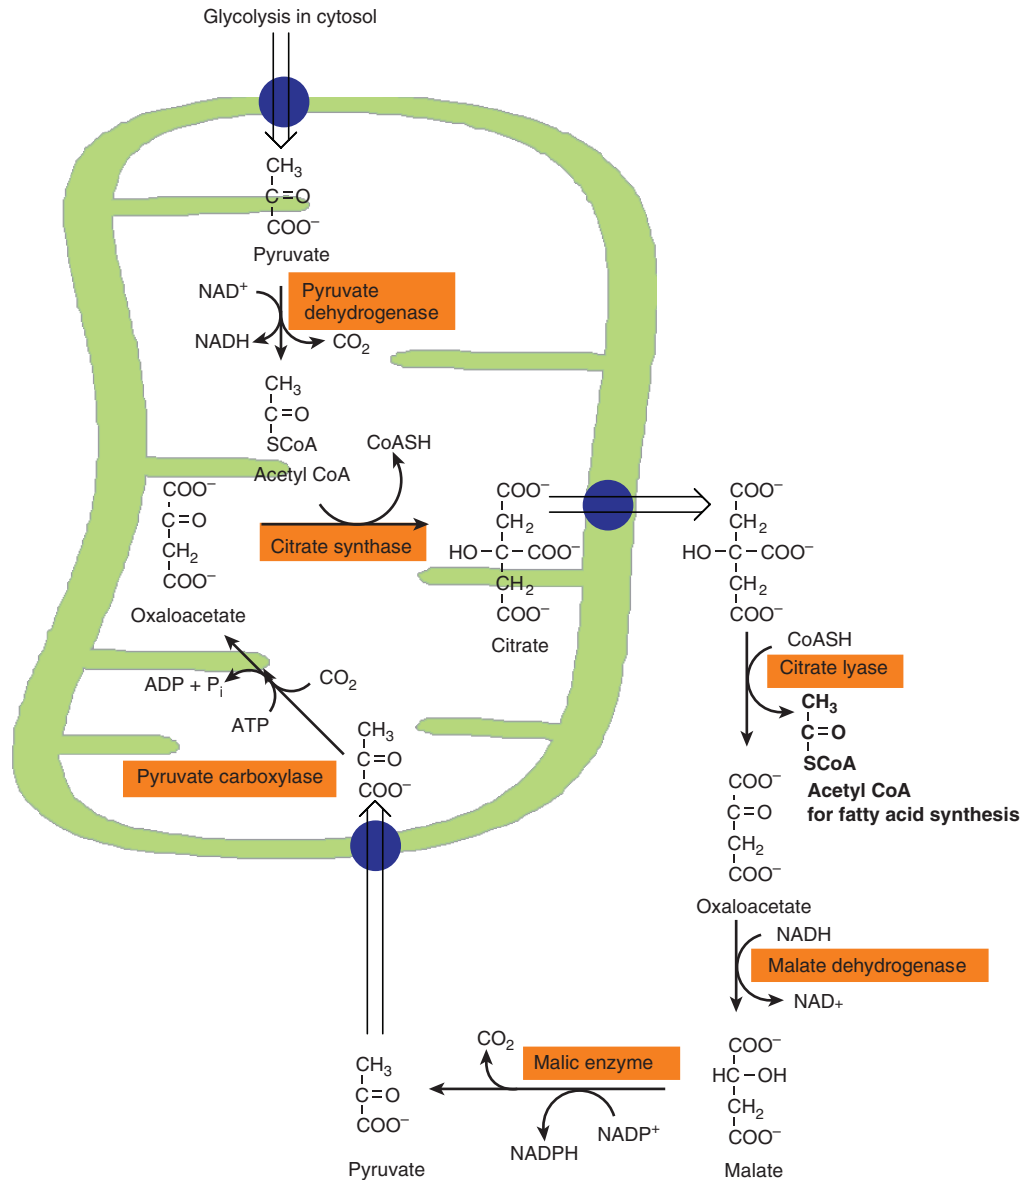 Glycolysis in cytosol
CH₃
C=O
COO⁻
Pyruvate
NAD⁺
Pyruvate
dehydrogenase
NADH
CO₂
CH₃
C=O
SCoA
Acetyl CoA
CoASH
COO⁻
C=O
CH₂
COO⁻
Oxaloacetate
Citrate synthase
COO⁻
CH₂
HO–C–COO⁻
CH₂
COO⁻
Citrate
COO⁻
CH₂
HO–C–COO⁻
CH₂
COO⁻
CoASH
Citrate lyase
CH₃
C=O
SCoA
Acetyl CoA
for fatty acid synthesis
ADP + Pᵢ
CO₂
ATP
Pyruvate carboxylase
CH₃
C=O
COO⁻
COO⁻
C=O
CH₂
COO⁻
Oxaloacetate
NADH
Malate dehydrogenase
NAD+
COO⁻
HC–OH
CH₂
COO⁻
Malate
CO₂
Malic enzyme
NADPH
NADP⁺
CH₃
C=O
COO⁻
Pyruvate